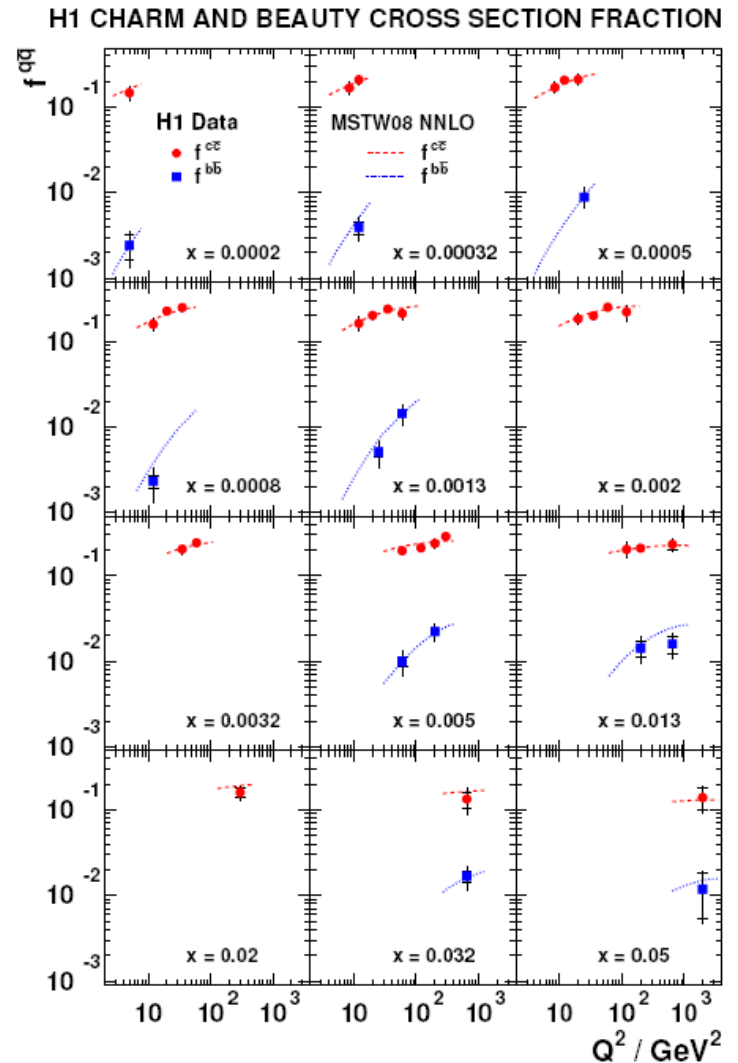 H1 CHARM AND BEAUTY CROSS SECTION FRACTION
f^{qq̄}
10^{-1}
10^{-2}
10^{-3}
H1 Data
f^{cc̄}
f^{bb̄}
MSTW08 NNLO
f^{cc̄}
f^{bb̄}
x = 0.0002
x = 0.00032
x = 0.0005
10^{-1}
10^{-2}
10^{-3}
x = 0.0008
x = 0.0013
x = 0.002
10^{-1}
10^{-2}
10^{-3}
x = 0.0032
x = 0.005
x = 0.013
10^{-1}
10^{-2}
10^{-3}
x = 0.02
x = 0.032
x = 0.05
10 10^2 10^3 10 10^2 10^3 10 10^2 10^3
Q^2 / GeV^2